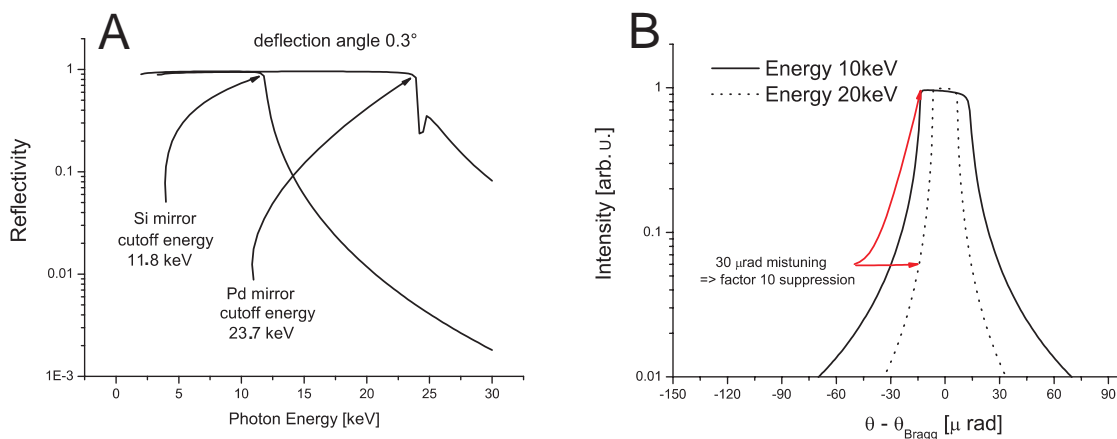 A
deflection angle 0.3°
1
0.1
0.01
1E-3
Reflectivity
Si mirror
cutoff energy
11.8 keV
Pd mirror
cutoff energy
23.7 keV
0 5 10 15 20 25 30
Photon Energy [keV]
B
Energy 10keV
Energy 20keV
1
0.1
0.01
Intensity [arb.u.]
30 μrad mistuning
=> factor 10 suppression
-150 -120 -90 -60 -30 0 30 60 90
θ - θBragg [μ rad]